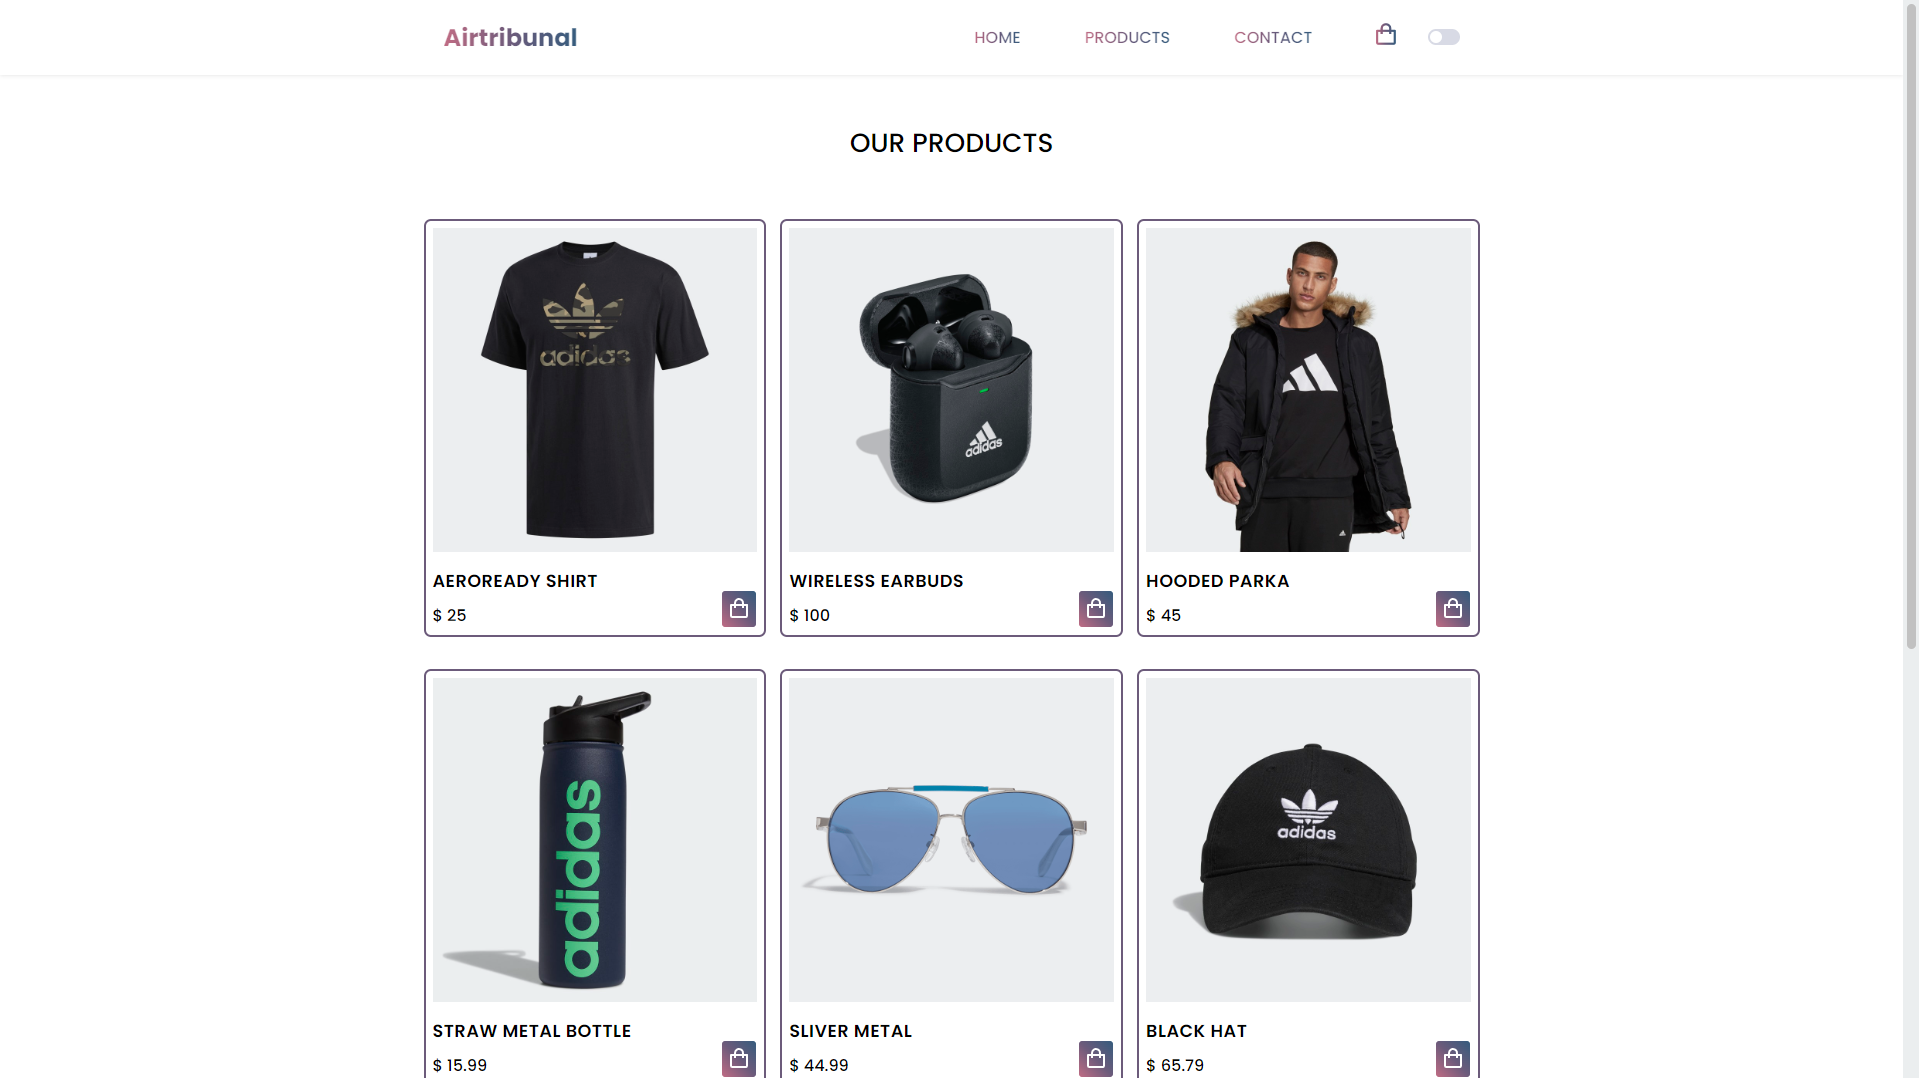 Airtribunal
HOME
PRODUCTS
CONTACT
OUR PRODUCTS
adidas
adidas
AEROREADY SHIRT
$ 25
WIRELESS EARBUDS
$ 100
HOODED PARKA
$ 45
adidas
adidas
STRAW METAL BOTTLE
$ 15.99
SLIVER METAL
$ 44.99
BLACK HAT
$ 65.79